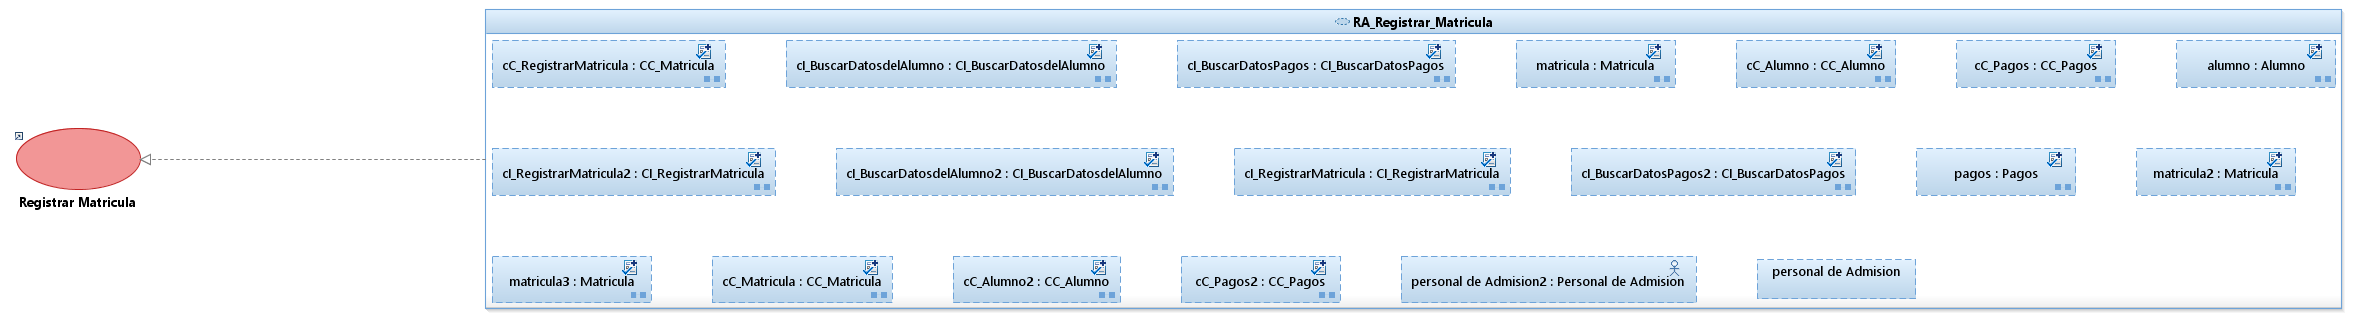 RA_Registrar_Matricula
cC_RegistrarMatricula : CC_Matricula
cI_BuscarDatosdelAlumno : CI_BuscarDatosdelAlumno
cI_BuscarDatosPagos : CI_BuscarDatosPagos
matricula : Matricula
cC_Alumno : CC_Alumno
cC_Pagos : CC_Pagos
alumno : Alumno
cI_RegistrarMatricula2 : CI_RegistrarMatricula
cI_BuscarDatosdelAlumno2 : CI_BuscarDatosdelAlumno
cI_RegistrarMatricula : CI_RegistrarMatricula
cI_BuscarDatosPagos2 : CI_BuscarDatosPagos
pagos : Pagos
matricula2 : Matricula
Registrar Matricula
matricula3 : Matricula
cC_Matricula : CC_Matricula
cC_Alumno2 : CC_Alumno
cC_Pagos2 : CC_Pagos
personal de Admision2 : Personal de Admisión
personal de Admision